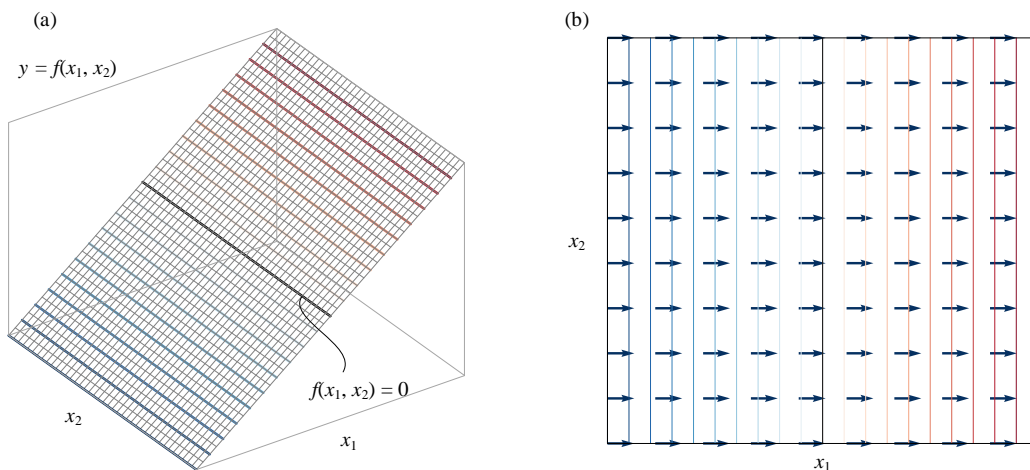 (a)
y = f(x₁, x₂)
f(x₁, x₂) = 0
x₂
x₁
(b)
x₂
x₁